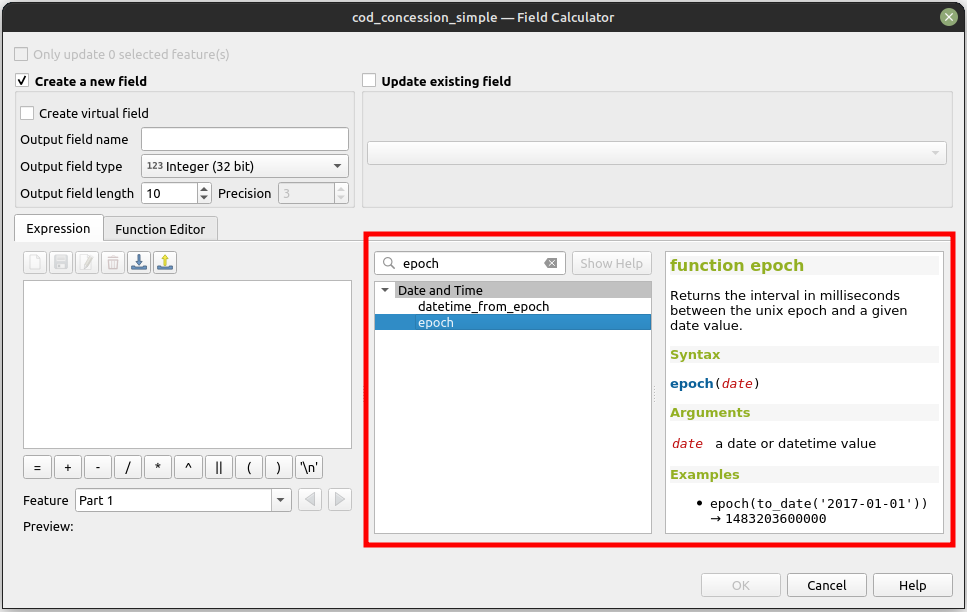 cod_concession_simple — Field Calculator
Only update 0 selected feature(s)
Create a new field
Update existing field
Create virtual field
Output field name
Output field type 123 Integer (32 bit)
Output field length 10 Precision 3
Expression Function Editor
epoch Show Help
Date and Time
datetime_from_epoch
epoch
function epoch
Returns the interval in milliseconds
between the unix epoch and a given
date value.
Syntax
epoch(date)
Arguments
date a date or datetime value
Examples
• epoch(to_date('2017-01-01'))
→ 1483203600000
= + - / * ^ || ( ) '\n'
Feature Part 1
Preview:
OK Cancel Help